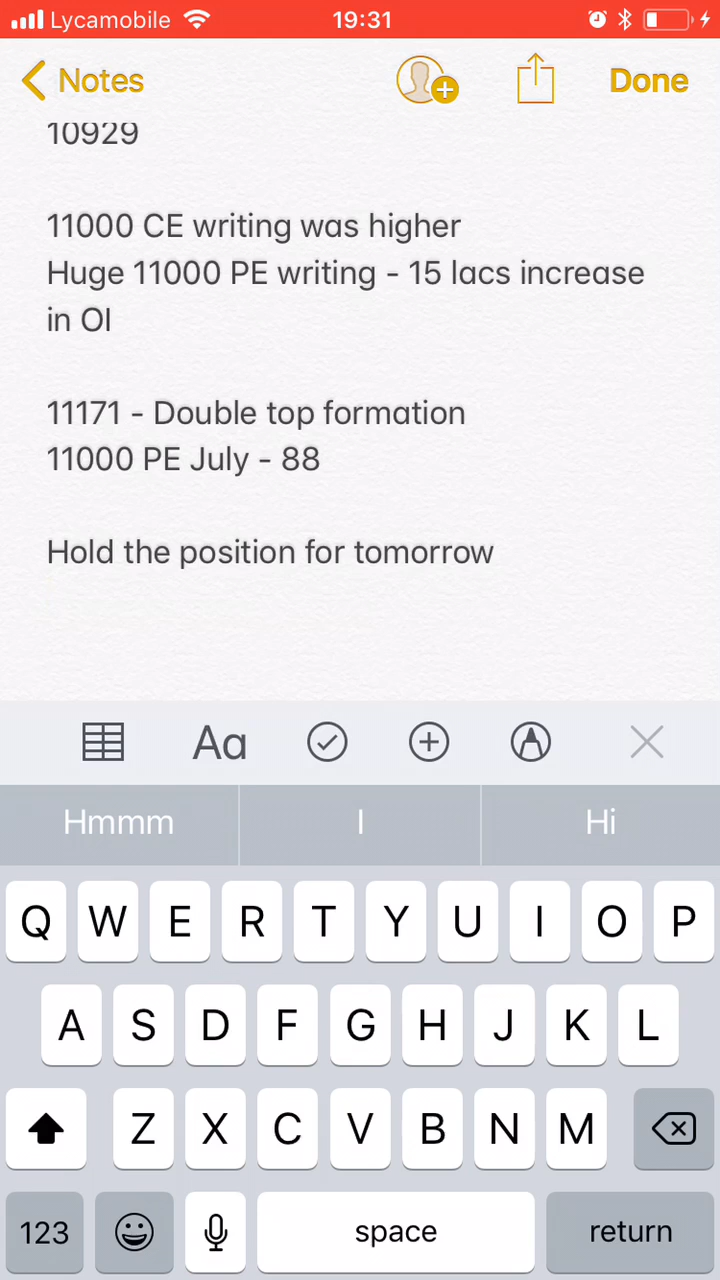 Lycamobile 19:31
Notes Done
10929
11000 CE writing was higher
Huge 11000 PE writing - 15 lacs increase
in OI
11171 - Double top formation
11000 PE July - 88
Hold the position for tomorrow
Aa
Hmmm I Hi
Q W E R T Y U I O P
A S D F G H J K L
Z X C V B N M
123 space return